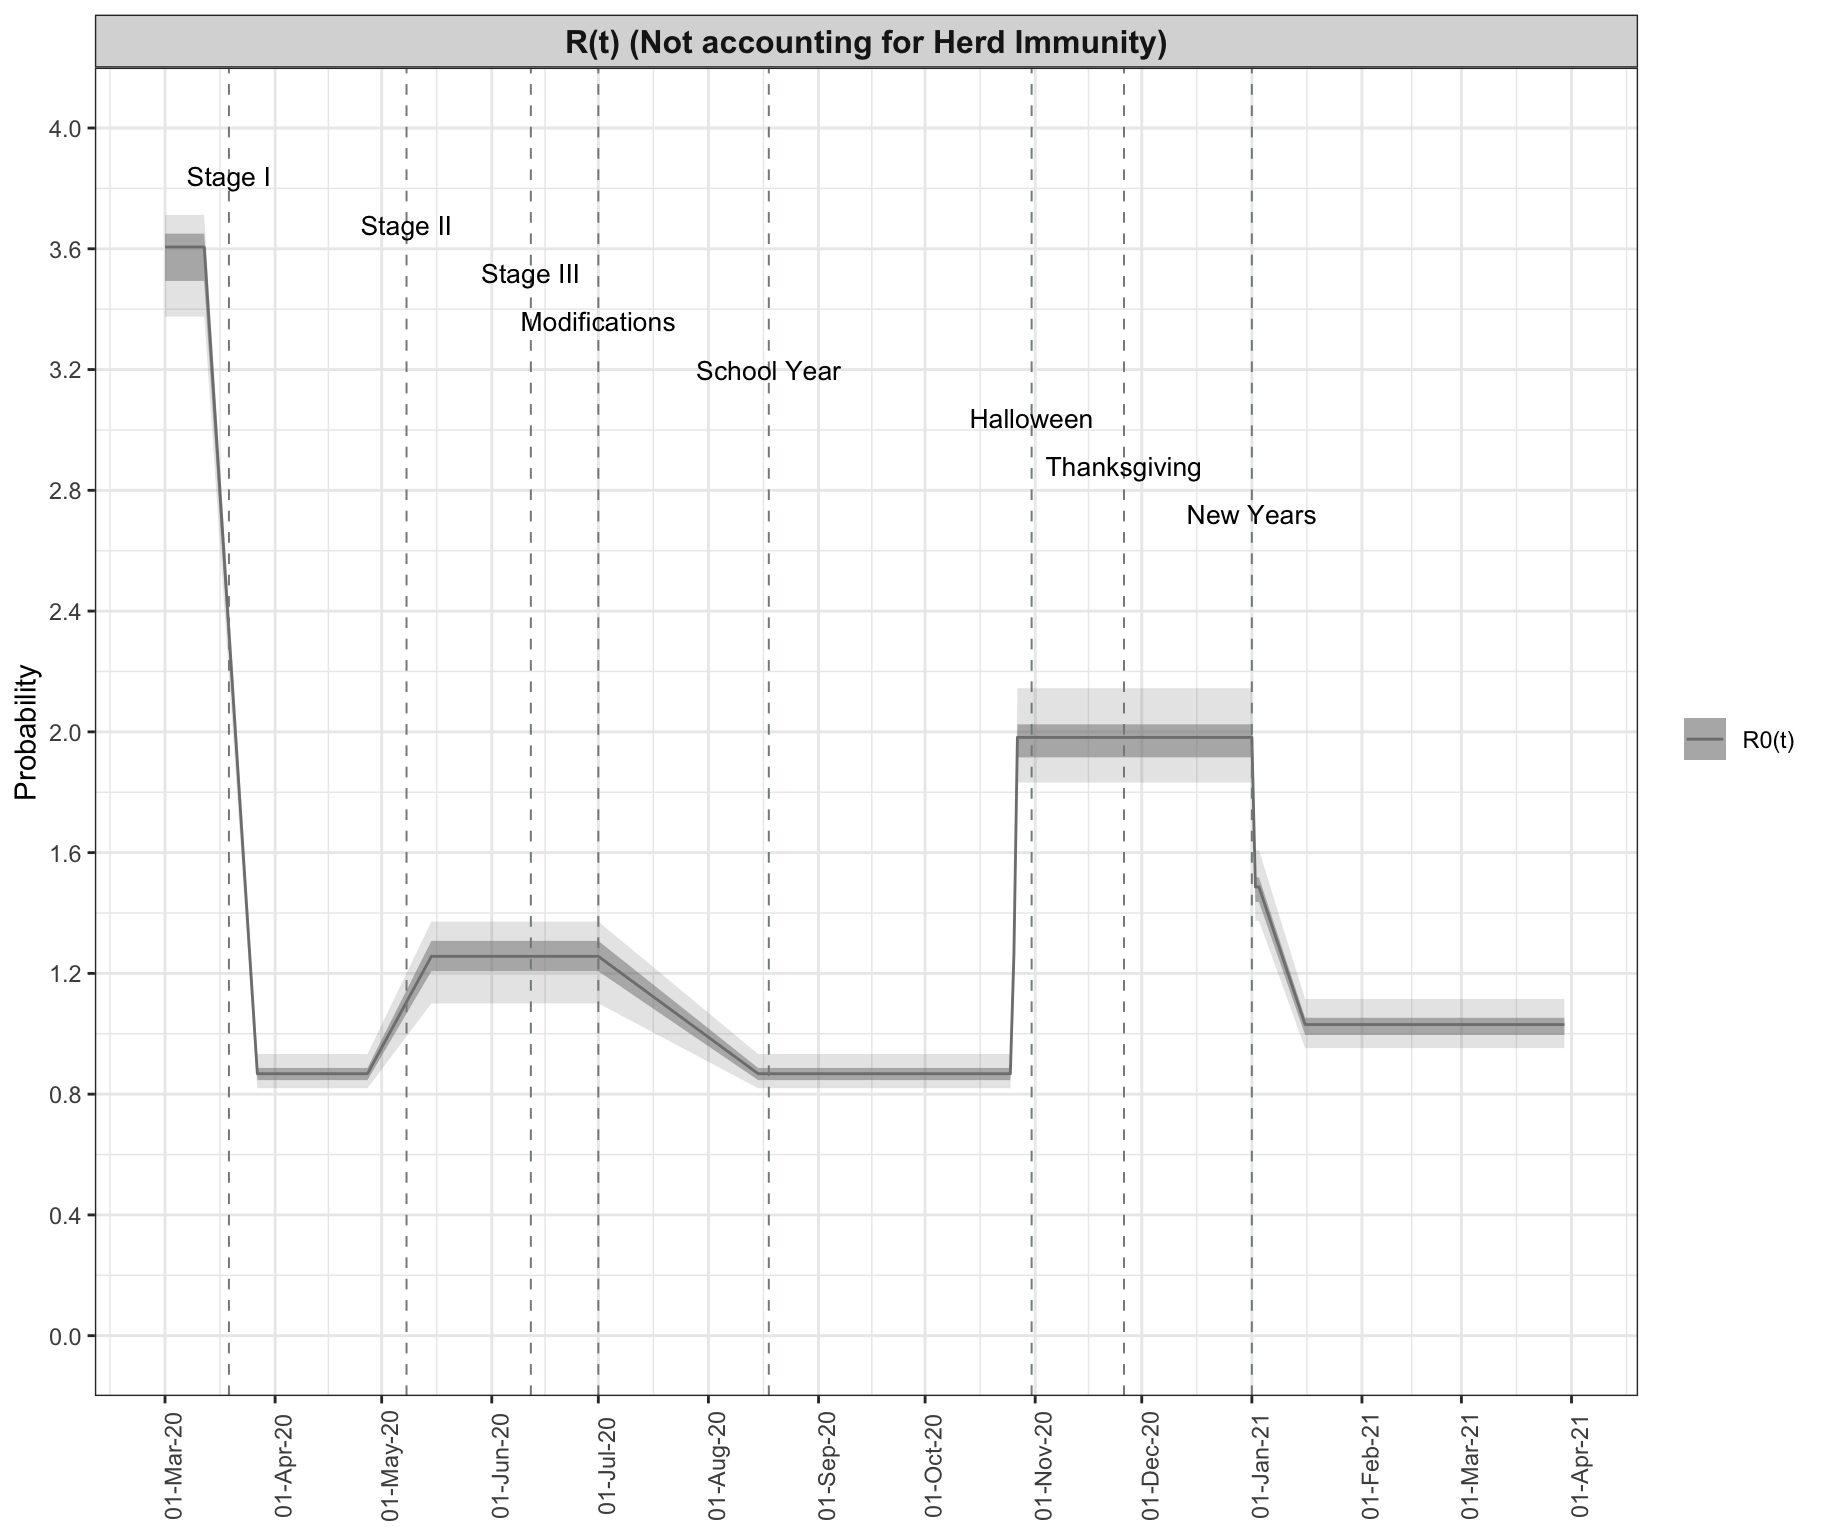 R(t) (Not accounting for Herd Immunity)
4.0
3.6
3.2
2.8
2.4
2.0
1.6
1.2
0.8
0.4
0.0
Probability
Stage I
Stage II
Stage III
Modifications
School Year
Halloween
Thanksgiving
New Years
R0(t)
01-Mar-20
01-Apr-20
01-May-20
01-Jun-20
01-Jul-20
01-Aug-20
01-Sep-20
01-Oct-20
01-Nov-20
01-Dec-20
01-Jan-21
01-Feb-21
01-Mar-21
01-Apr-21